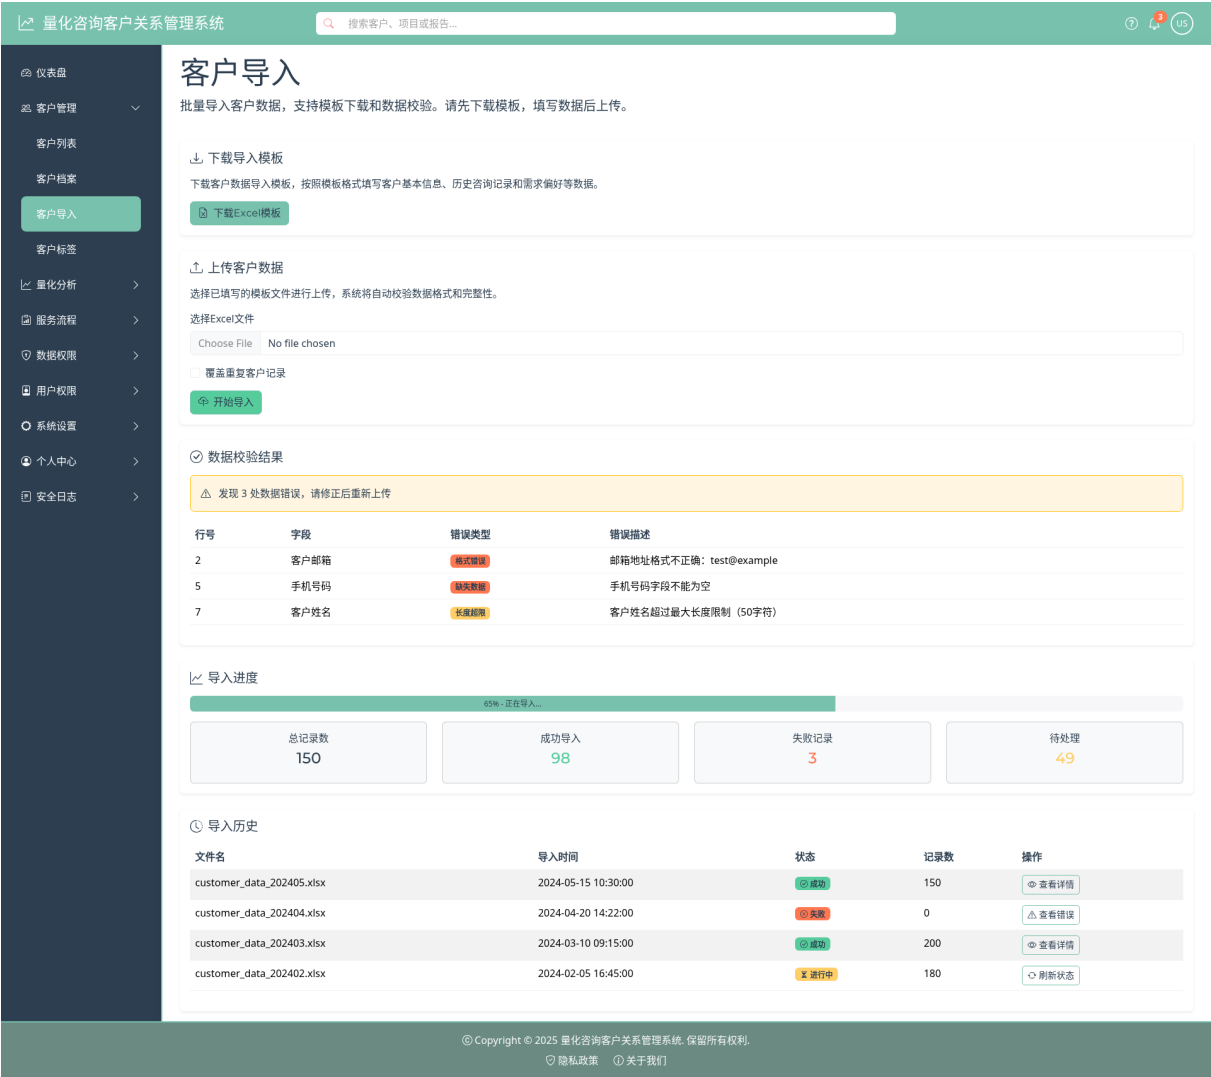 量化咨询客户关系管理系统
搜索客户、项目或报告...
3
US
仪表盘
客户管理
客户列表
客户档案
客户导入
客户标签
量化分析
服务流程
数据权限
用户权限
系统设置
个人中心
安全日志
客户导入
批量导入客户数据，支持模板下载和数据校验。请先下载模板，填写数据后上传。
下载导入模板
下载客户数据导入模板，按照模板格式填写客户基本信息、历史咨询记录和需求偏好等数据。
下载Excel模板
上传客户数据
选择已填写的模板文件进行上传，系统将自动校验数据格式和完整性。
选择Excel文件
Choose File No file chosen
覆盖重复客户记录
开始导入
数据校验结果
发现 3 处数据错误，请修正后重新上传
行号 字段 错误类型 错误描述
2 客户邮箱 格式错误 邮箱地址格式不正确：test@example
5 手机号码 缺失数据 手机号码字段不能为空
7 客户姓名 长度超限 客户姓名超过最大长度限制（50字符）
导入进度
65% - 正在导入...
总记录数 成功导入 失败记录 待处理
150 98 3 49
导入历史
文件名 导入时间 状态 记录数 操作
customer_data_202405.xlsx 2024-05-15 10:30:00 成功 150 查看详情
customer_data_202404.xlsx 2024-04-20 14:22:00 失败 0 查看错误
customer_data_202403.xlsx 2024-03-10 09:15:00 成功 200 查看详情
customer_data_202402.xlsx 2024-02-05 16:45:00 进行中 180 刷新状态
© Copyright © 2025 量化咨询客户关系管理系统. 保留所有权利.
隐私政策 关于我们